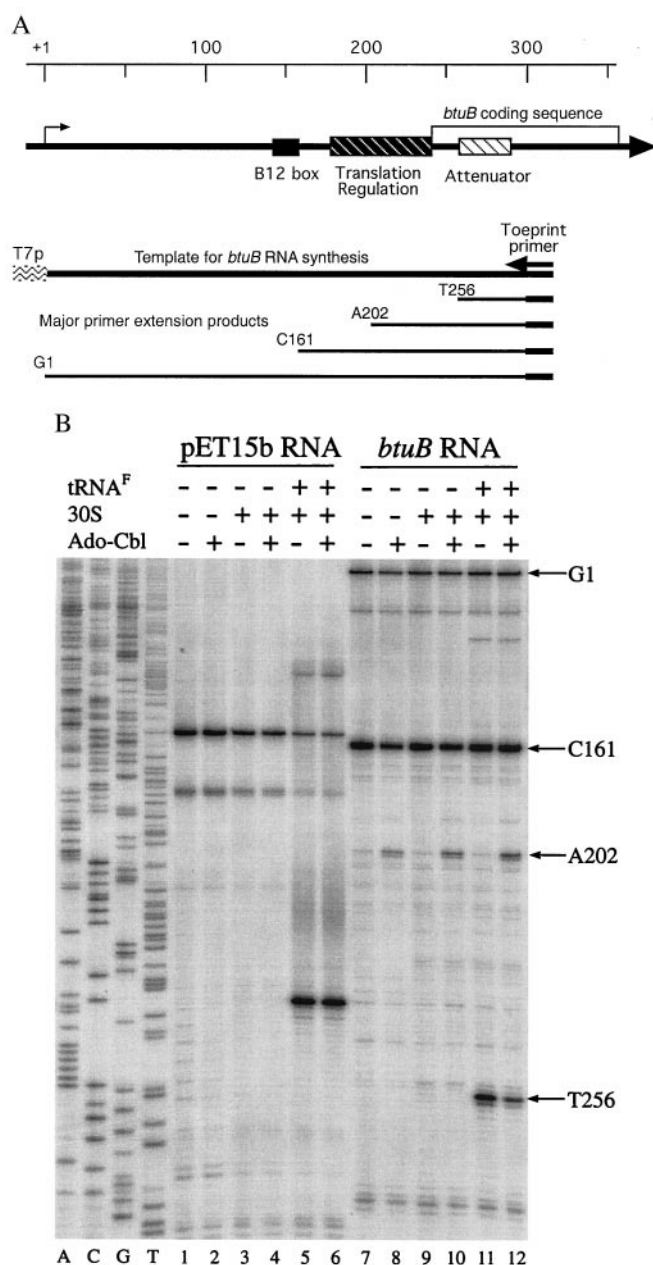 A
+1 100 200 300
btuB coding sequence
B12 box Translation Regulation Attenuator
T7p Template for btuB RNA synthesis Toeprint primer
T256
A202
Major primer extension products
C161
G1
B
pET15b RNA btuB RNA
tRNA^F - - - - + + - - - - + +
30S - - + + + + - - + + + +
Ado-Cbl - + - + - + - + - + - +
G1
C161
A202
T256
A C G T 1 2 3 4 5 6 7 8 9 10 11 12